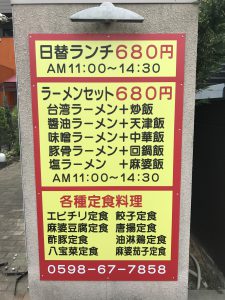 日替ランチ680円
AM11:00～14:30
ラーメンセット680円
台湾ラーメン+炒飯
醬油ラーメン+天津飯
味噌ラーメン+中華飯
豚骨ラーメン+回鍋飯
塩ラーメン +麻婆飯
AM11:00～14:30
各種定食料理
エビチリ定食 餃子定食
麻婆豆腐定食 唐揚定食
酢豚定食 油淋鶏定食
八宝菜定食 麻婆茄子定食
0598-67-7858